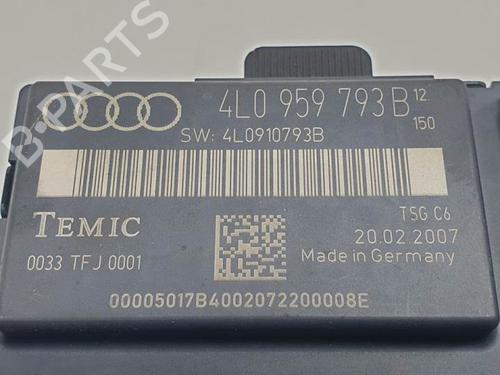 B-PARTS
4L0 959 793B 12
150
SW: 4L0910793B
TEMIC
TSG C6
20.02.2007
0033 TFJ 0001
Made in Germany
00005017B4002072200008E